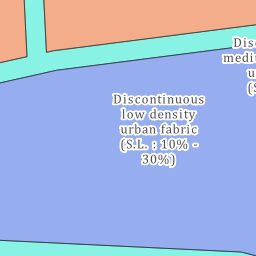 Discontinuous
low density
urban fabric
(S.L. : 10% -
30%)
Dis
medi
u
(S